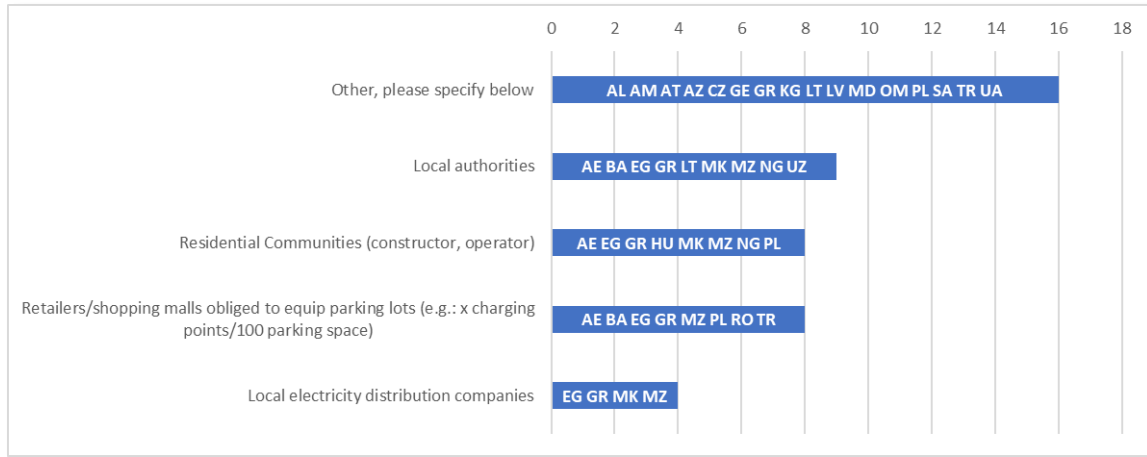 0 2 4 6 8 10 12 14 16 18
Other, please specify below
AL AM AT AZ CZ GE GR KG LT LV MD OM PL SA TR UA
Local authorities
AE BA EG GR LT MK MZ NG UZ
Residential Communities (constructor, operator)
AE EG GR HU MK MZ NG PL
Retailers/shopping malls obliged to equip parking lots (e.g.: x charging
points/100 parking space)
AE BA EG GR MZ PL RO TR
Local electricity distribution companies
EG GR MK MZ